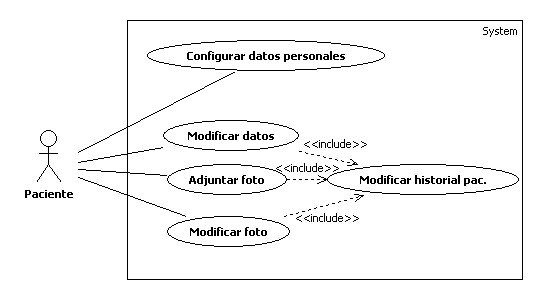 System
Configurar datos personales
Modificar datos
<<include>>
<<include>>
Paciente
Adjuntar foto
Modificar historial pac.
<<include>>
Modificar foto